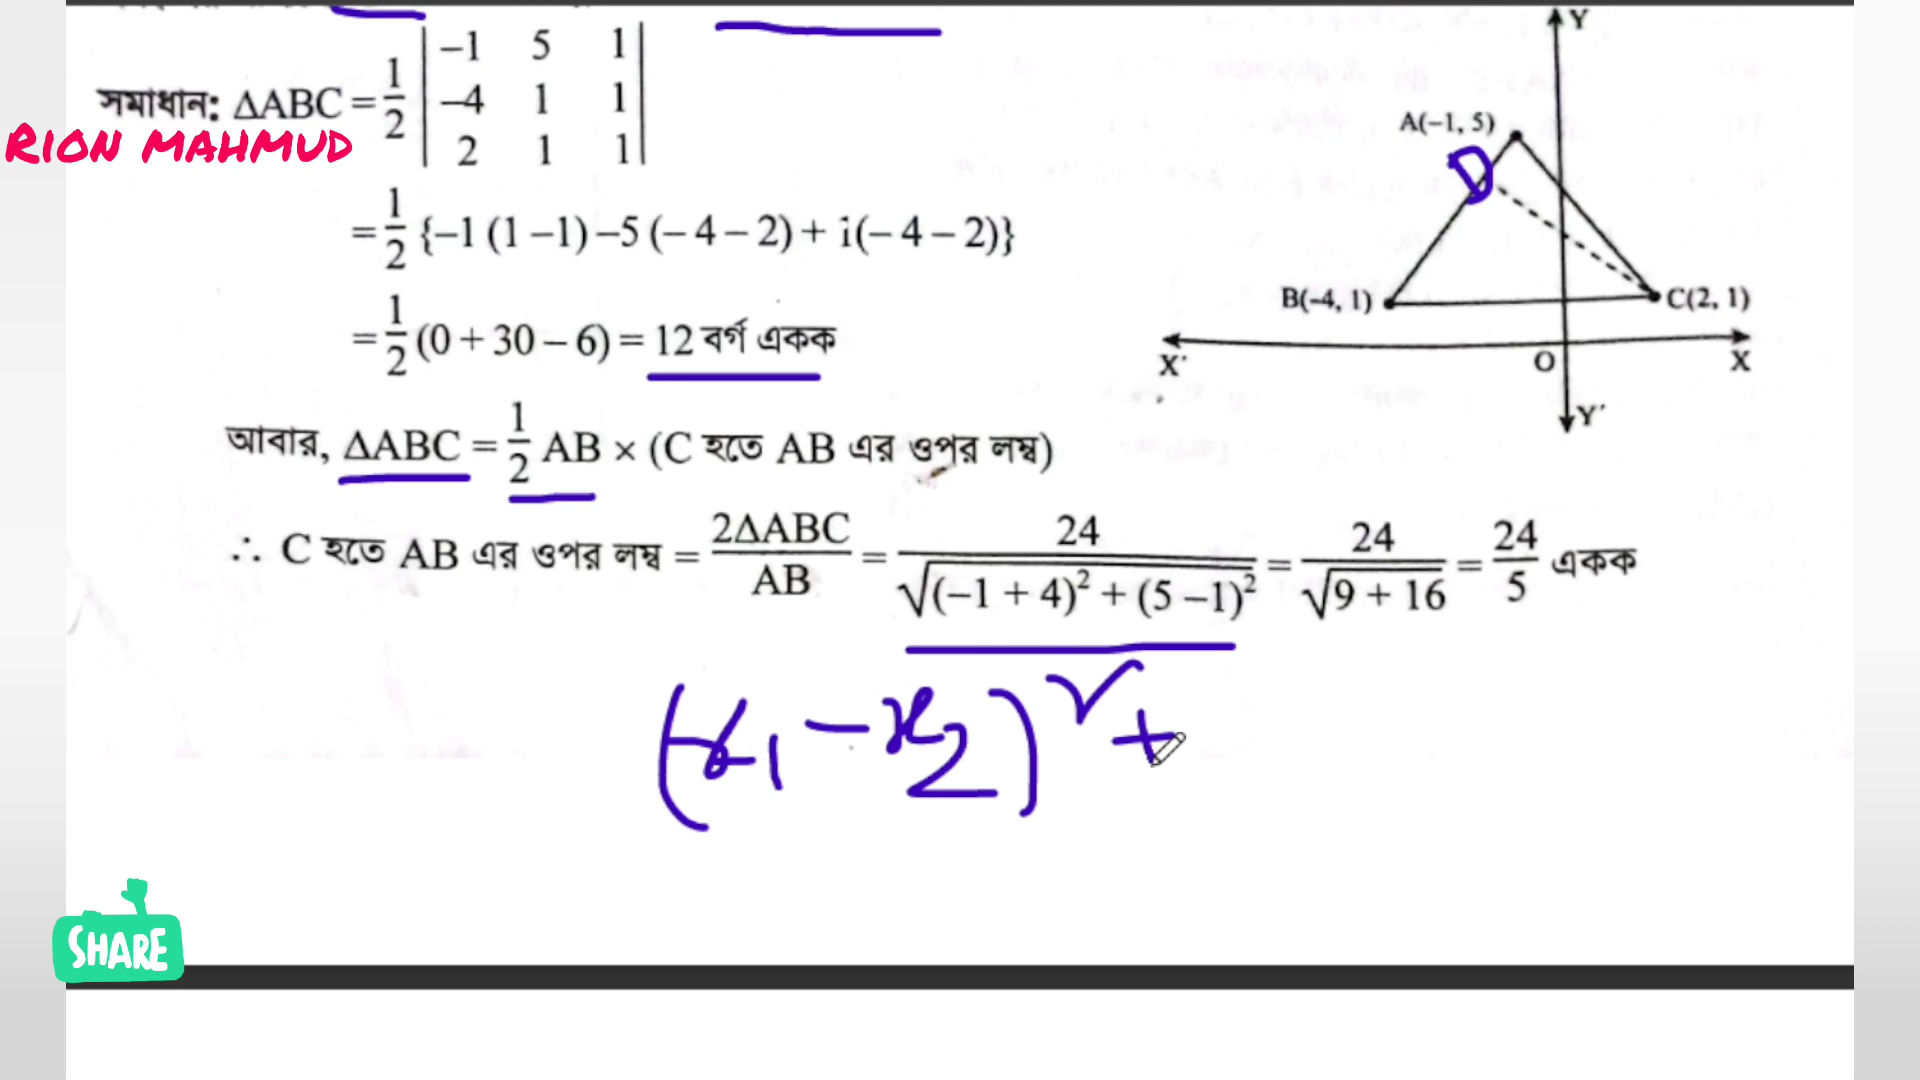 সমাধান: ΔABC = 1/2 | –1 5 1 |
| –4 1 1 |
| 2 1 1 |
RION MAHMUD
= 1/2 {–1 (1 –1) –5 (– 4 – 2) + i(– 4 – 2)}
= 1/2 (0 + 30 – 6) = 12 বর্গ একক
আবার, ΔABC = 1/2 AB × (C হতে AB এর ওপর লম্ব)
∴ C হতে AB এর ওপর লম্ব = 2ΔABC/AB = 24/√(–1 + 4)² + (5 –1)² = 24/√9 + 16 = 24/5 একক
(x₁ – x₂)² +
Y
A(–1, 5)
D
B(–4, 1)
C(2, 1)
X′
O
X
Y′
SHARE